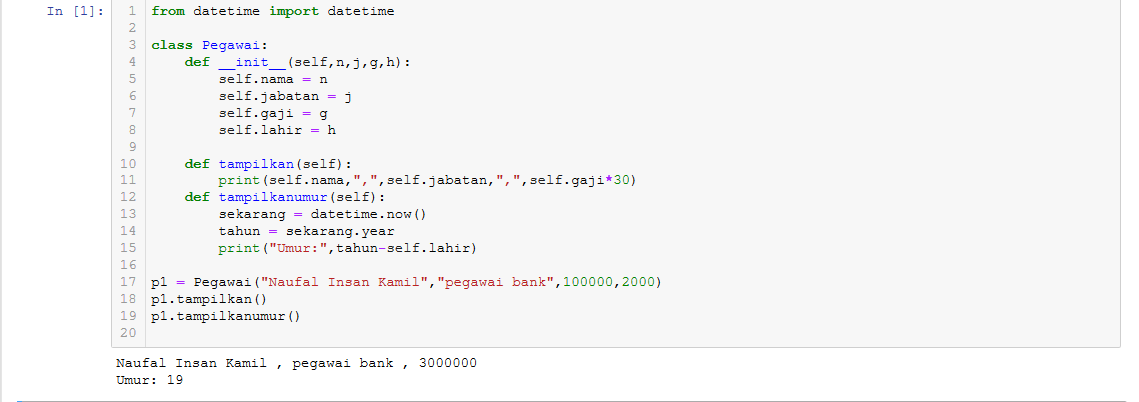 In [1]:
1 from datetime import datetime
2
3 class Pegawai:
4     def __init__(self,n,j,g,h):
5         self.nama = n
6         self.jabatan = j
7         self.gaji = g
8         self.lahir = h
9
10     def tampilkan(self):
11         print(self.nama,",",self.jabatan,",",self.gaji*30)
12     def tampilkanumur(self):
13         sekarang = datetime.now()
14         tahun = sekarang.year
15         print("Umur:",tahun-self.lahir)
16
17 p1 = Pegawai("Naufal Insan Kamil","pegawai bank",100000,2000)
18 p1.tampilkan()
19 p1.tampilkanumur()
20
Naufal Insan Kamil , pegawai bank , 3000000
Umur: 19